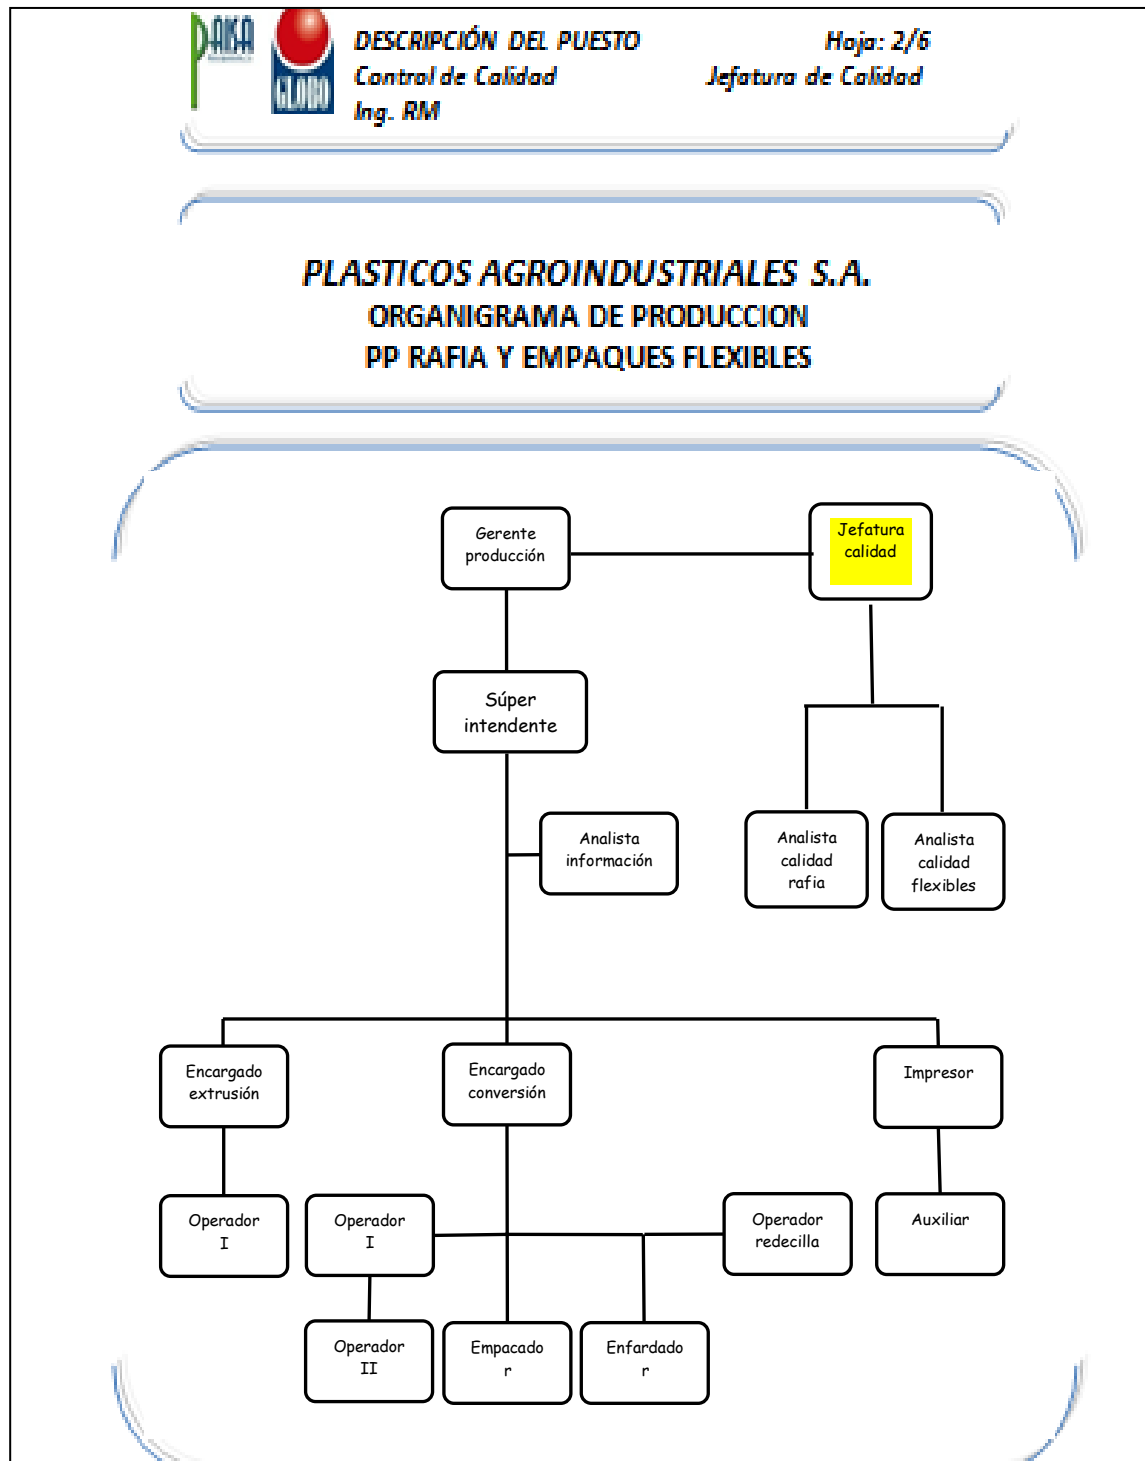 PAISA
GLOBO
DESCRIPCIÓN DEL PUESTO Hoja: 2/6
Control de Calidad Jefatura de Calidad
Ing. RM
PLASTICOS AGROINDUSTRIALES S.A.
ORGANIGRAMA DE PRODUCCION
PP RAFIA Y EMPAQUES FLEXIBLES
Gerente
producción
Jefatura
calidad
Súper
intendente
Analista
información
Analista
calidad
rafia
Analista
calidad
flexibles
Encargado
extrusión
Encargado
conversión
Impresor
Operador
I
Operador
I
Operador
redecilla
Auxiliar
Operador
II
Empacado
r
Enfardado
r